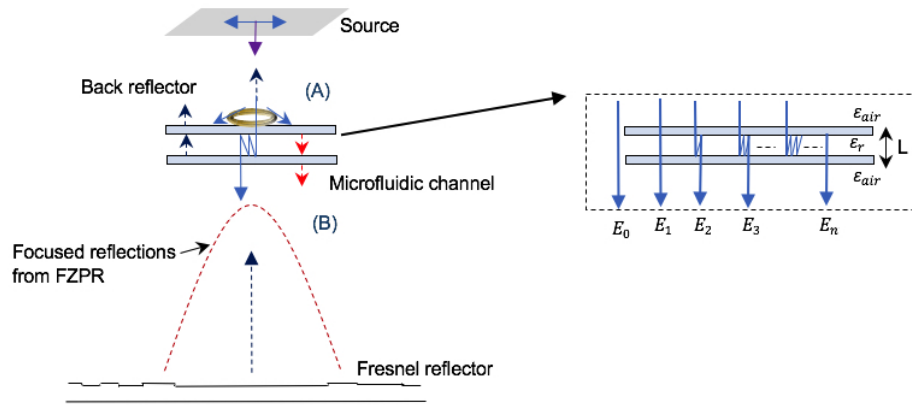 Source
Back reflector
(A)
Microfluidic channel
(B)
Focused reflections
from FZPR
Fresnel reflector
ε_air
ε_r
L
ε_air
E_0
E_1
E_2
E_3
E_n